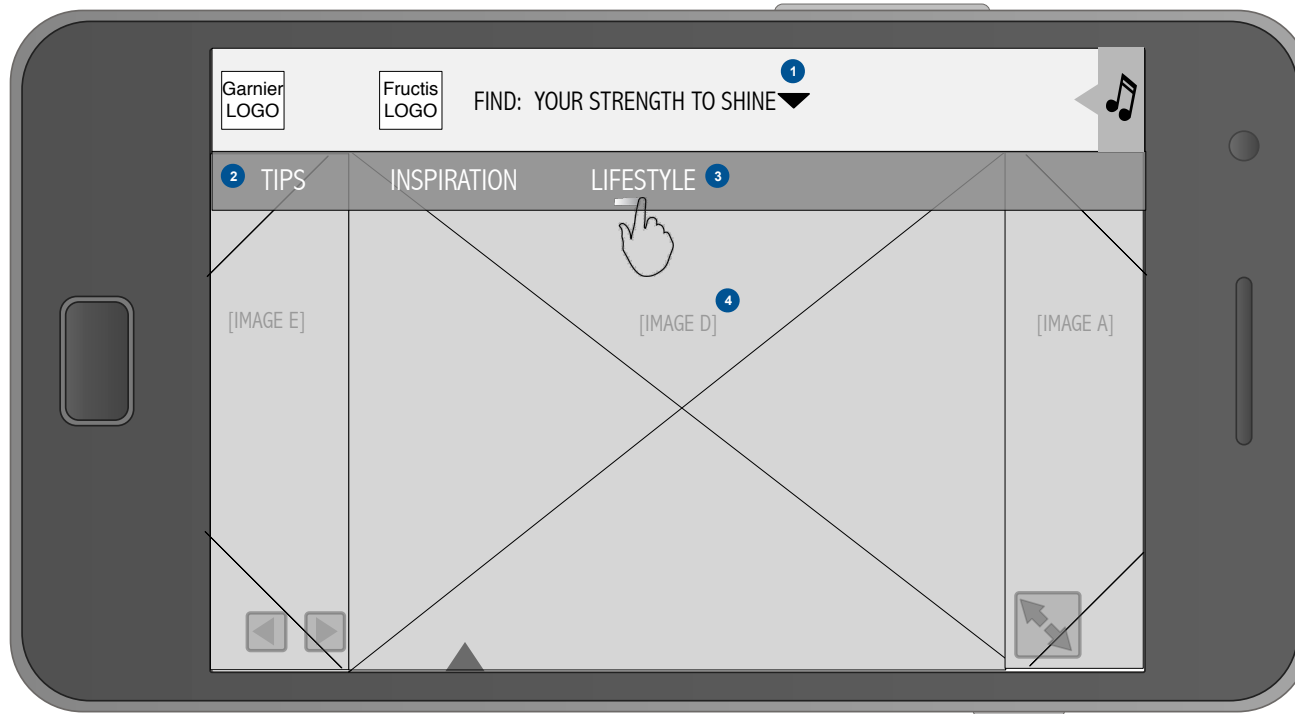 Garnier
LOGO
Fructis
LOGO
FIND: YOUR STRENGTH TO SHINE
1
2
TIPS
INSPIRATION
LIFESTYLE
3
[IMAGE E]
[IMAGE D]
4
[IMAGE A]